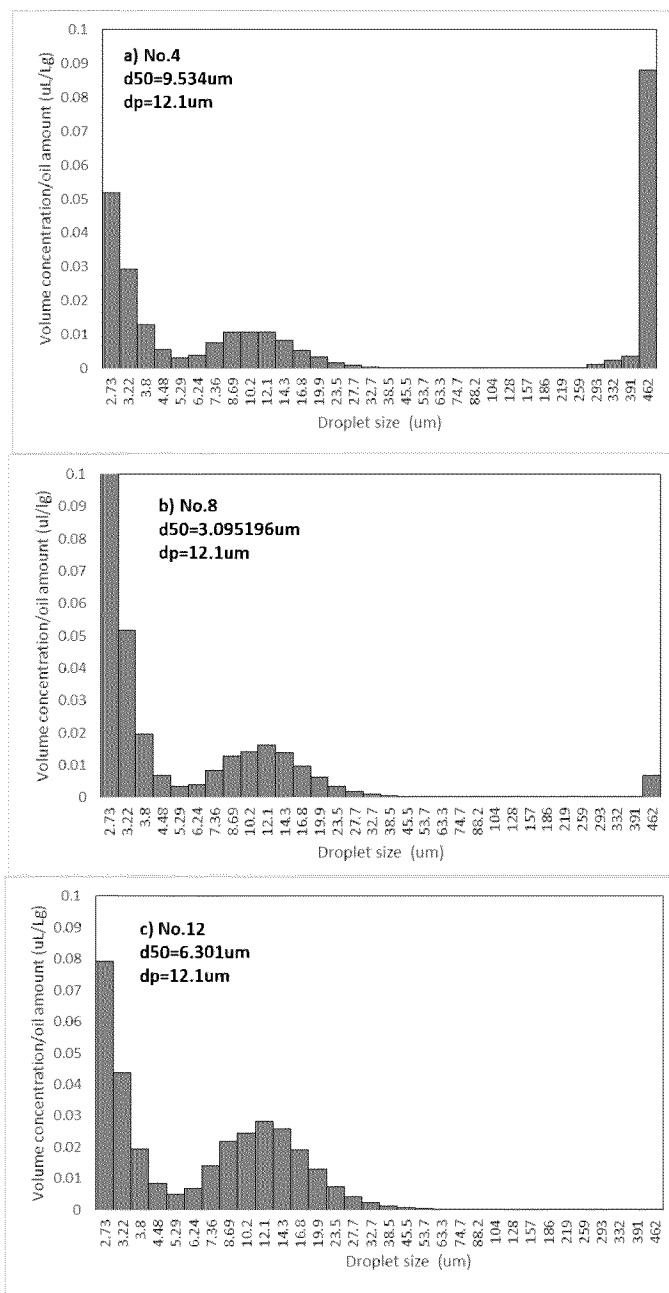 0.1
0.09
0.08
0.07
0.06
0.05
0.04
0.03
0.02
0.01
0
Volume concentration/oil amount (uL/Lg)
a) No.4
d50=9.534um
dp=12.1um
2.73 3.22 3.8 4.48 5.29 6.24 7.36 8.69 10.2 12.1 14.3 16.8 19.9 23.5 27.7 32.7 38.5 45.5 53.7 63.3 74.7 88.2 104 128 157 186 219 259 293 332 391 462
Droplet size (um)
0.1
0.09
0.08
0.07
0.06
0.05
0.04
0.03
0.02
0.01
0
Volume concentration/oil amount (ul/lg)
b) No.8
d50=3.095196um
dp=12.1um
2.73 3.22 3.8 4.48 5.29 6.24 7.36 8.69 10.2 12.1 14.3 16.8 19.9 23.5 27.7 32.7 38.5 45.5 53.7 63.3 74.7 88.2 104 128 157 186 219 259 293 332 391 462
Droplet size (um)
0.1
0.09
0.08
0.07
0.06
0.05
0.04
0.03
0.02
0.01
0
Volume concentration/oil amount (uL/Lg)
c) No.12
d50=6.301um
dp=12.1um
2.73 3.22 3.8 4.48 5.29 6.24 7.36 8.69 10.2 12.1 14.3 16.8 19.9 23.5 27.7 32.7 38.5 45.5 53.7 63.3 74.7 88.2 104 128 157 186 219 259 293 332 391 462
Droplet size (um)